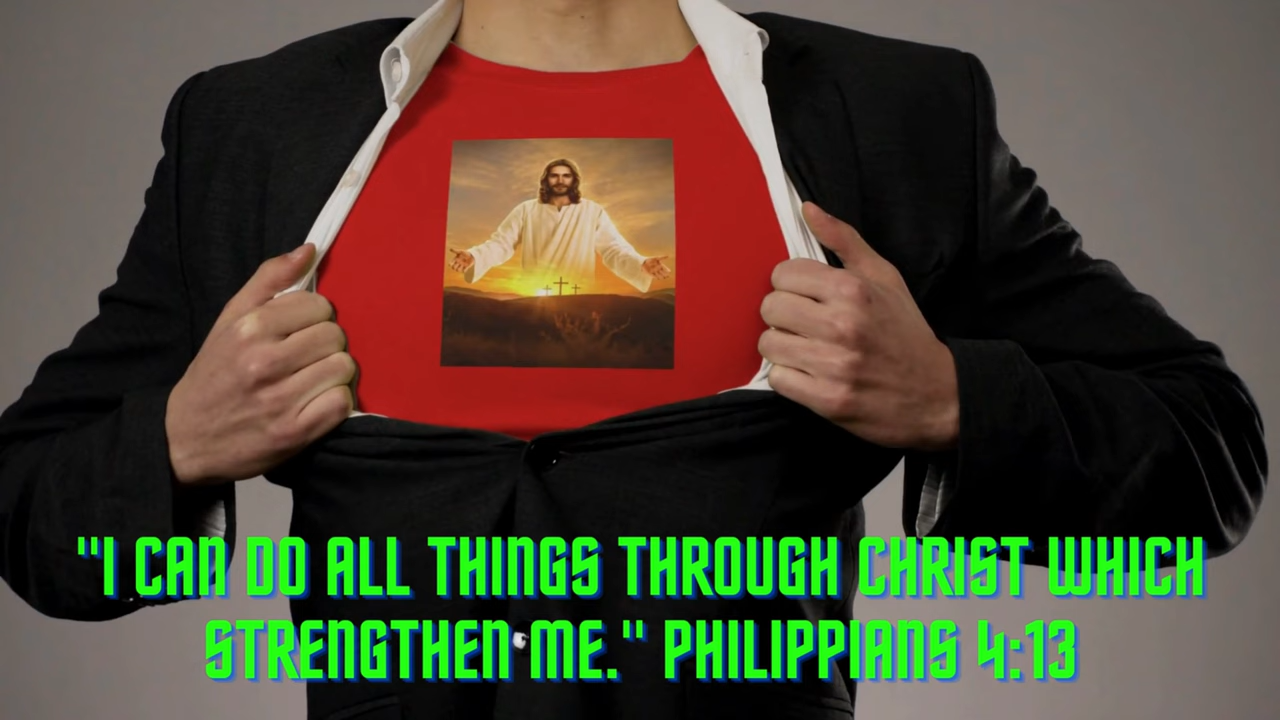 "I CAN DO ALL THINGS THROUGH CHRIST WHICH
STRENGTHEN ME." PHILIPPIANS 4:13